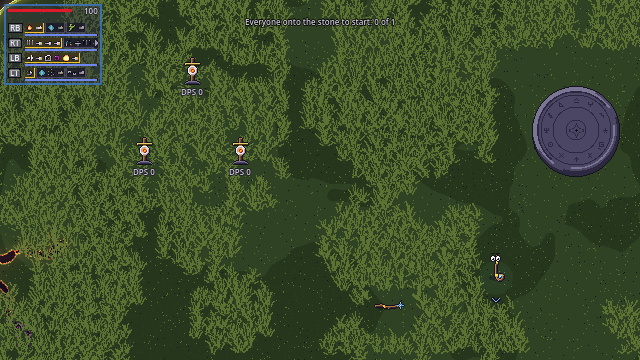 100
Everyone onto the stone to start: 0 of 1
RB
RT
LB
LT
DPS 0
DPS 0
DPS 0